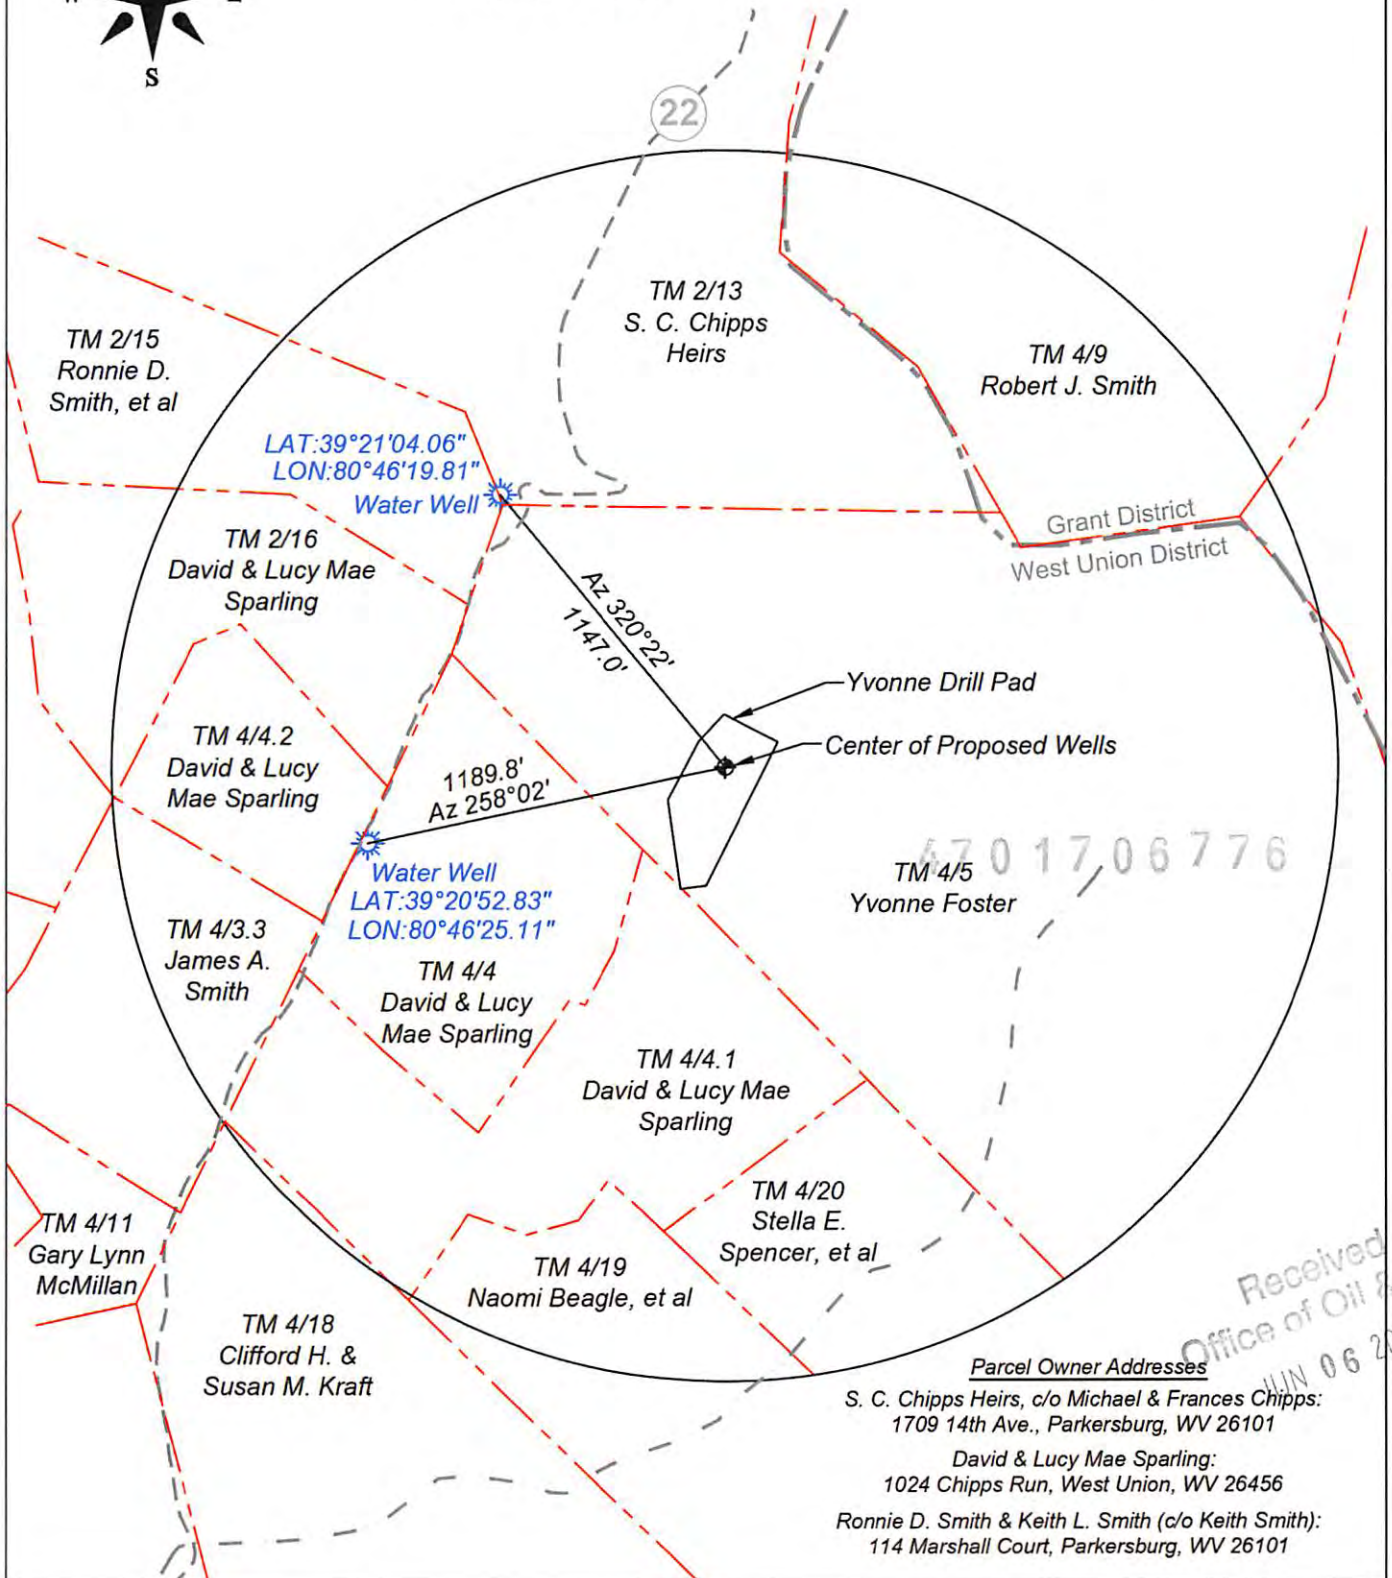 S
22
TM 2/13
S. C. Chipps
Heirs
TM 2/15
Ronnie D.
Smith, et al
TM 4/9
Robert J. Smith
LAT:39°21'04.06"
LON:80°46'19.81"
Water Well
Grant District
West Union District
TM 2/16
David & Lucy Mae
Sparling
Az 320°22'
1147.0'
Yvonne Drill Pad
Center of Proposed Wells
TM 4/4.2
David & Lucy
Mae Sparling
1189.8'
Az 258°02'
4701706776
TM 4/5
Yvonne Foster
Water Well
LAT:39°20'52.83"
LON:80°46'25.11"
TM 4/3.3
James A.
Smith
TM 4/4
David & Lucy
Mae Sparling
TM 4/4.1
David & Lucy Mae
Sparling
TM 4/20
Stella E.
Spencer, et al
TM 4/11
Gary Lynn
McMillan
TM 4/19
Naomi Beagle, et al
TM 4/18
Clifford H. &
Susan M. Kraft
Received
Office of Oil &
JUN 06 20
Parcel Owner Addresses
S. C. Chipps Heirs, c/o Michael & Frances Chipps:
1709 14th Ave., Parkersburg, WV 26101
David & Lucy Mae Sparling:
1024 Chipps Run, West Union, WV 26456
Ronnie D. Smith & Keith L. Smith (c/o Keith Smith):
114 Marshall Court, Parkersburg, WV 26101